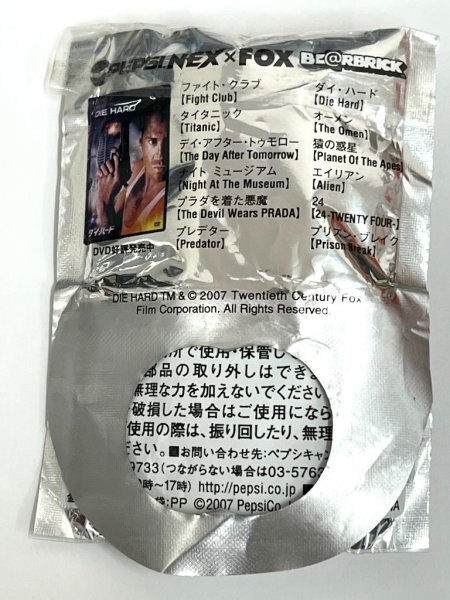 PEPSI NEX × FOX BE@RBRICK
ファイト・クラブ
【Fight Club】
タイタニック
【Titanic】
デイ・アフター・トゥモロー
【The Day After Tomorrow】
ナイト ミュージアム
【Night At The Museum】
プラダを着た悪魔
【The Devil Wears PRADA】
プレデター
【Predator】
ダイ・ハード
【Die Hard】
オーメン
【The Omen】
猿の惑星
【Planet Of The Apes】
エイリアン
【Alien】
24
【24-TWENTY FOUR-】
プリズン・ブレイク
【Prison Break】
DIE HARD
ダイ・ハード
DVD好評発売中
DIE HARD TM & © 2007 Twentieth Century Fox
Film Corporation. All Rights Reserved.
所で使用・保管し
部品の取り外しはでき
無理な力を加えないでください
破損した場合はご使用にな
使用の際は、振り回したり、無理
ださい。
■お問い合わせ先:ペプシキャン
9733(つながらない場合は03-5762
時〜17時) http://pepsi.co.jp
袋:PP ©2007 PepsiCo.